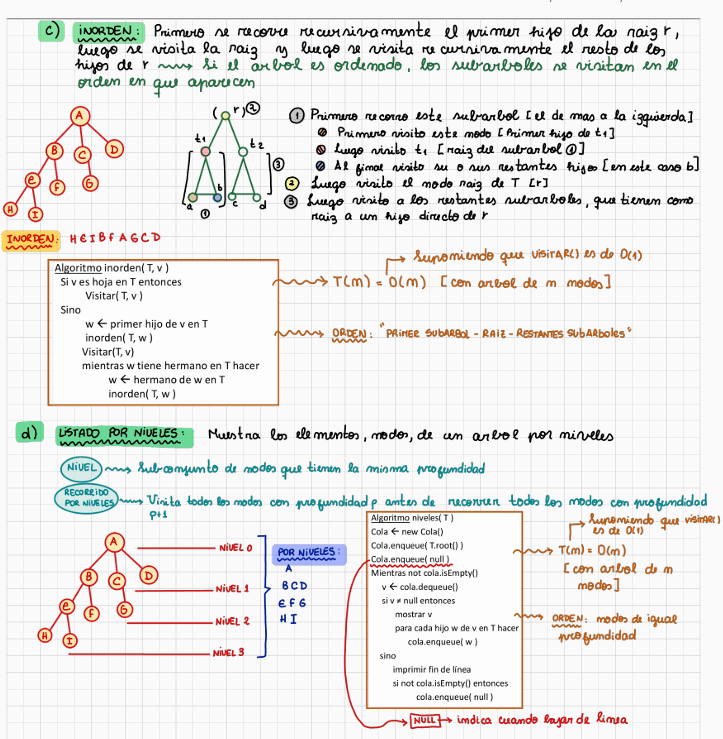 c) INORDEN: Primero se recorre recursivamente el primer hijo de la raiz r,
luego se visita la raiz y luego se visita recursivamente el resto de los
hijos de r ~~~> Si el arbol es ordenado, los subarboles se visitan en el
orden en que aparecen
A
B C D
E F G
H I
(r) ②
t1 t2
③
a b c d
①
① Primero recorro este subarbol [el de mas a la izquierda]
Primero visito este nodo [Primer hijo de t1]
Luego visito t1 [raiz del subarbol ①]
Al final visito su o sus restantes hijos [en este caso b]
② Luego visito el nodo raiz de T [r]
③ Luego visito a los restantes subarboles, que tienen como
raiz a un hijo directo de r
INORDEN: H E I B F A G C D
Algoritmo inorden( T, v )
Si v es hoja en T entonces
Visitar( T, v )
Sino
w ← primer hijo de v en T
inorden( T, w )
Visitar(T, v)
mientras w tiene hermano en T hacer
w ← hermano de w en T
inorden( T, w )
Suponiendo que VISITAR() es de O(1)
T(m) = O(m) [con arbol de m nodos]
ORDEN: "PRIMER SUBARBOL - RAIZ - RESTANTES SUBARboles"
d) LISTADO POR NIVELES: Muestra los elementos, nodos, de un arbol por niveles
NIVEL ~~~> Subconjunto de nodos que tienen la misma profundidad
RECORRIDO
POR NIVELES ~~~> Visita todos los nodos con profundidad p antes de recorrer todos los nodos con profundidad
p+1
A NIVEL 0
B C D NIVEL 1
E F G NIVEL 2
H I NIVEL 3
POR NIVELES:
A
B C D
E F G
H I
Algoritmo niveles( T )
Cola ← new Cola()
Cola.enqueue( T.root() )
Cola.enqueue( null )
Mientras not cola.isEmpty()
v ← cola.dequeue()
si v ≠ null entonces
mostrar v
para cada hijo w de v en T hacer
cola.enqueue( w )
sino
imprimir fin de línea
si not cola.isEmpty() entonces
cola.enqueue( null )
Suponiendo que VISITAR()
es de O(1)
T(m) = O(m)
[con arbol de m
nodos]
ORDEN: nodos de igual
profundidad
NULL → indica cuando bajar de linea